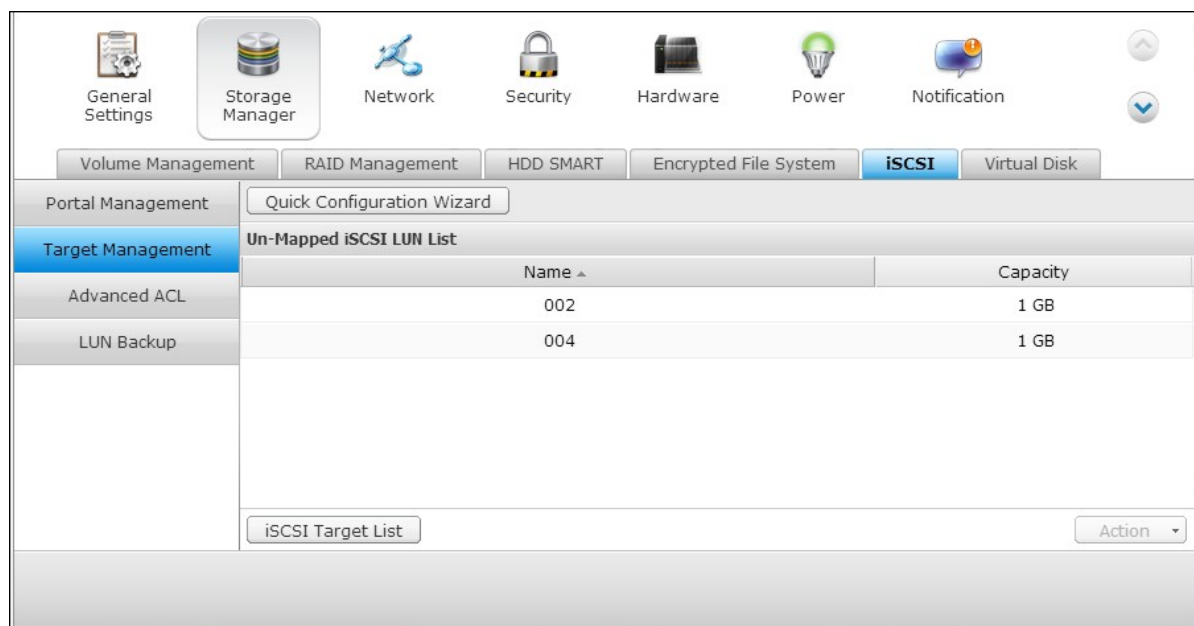 General Settings
Storage Manager
Network
Security
Hardware
Power
Notification
Volume Management
RAID Management
HDD SMART
Encrypted File System
iSCSI
Virtual Disk
Portal Management
Target Management
Advanced ACL
LUN Backup
Quick Configuration Wizard
Un-Mapped iSCSI LUN List
Name Capacity
002 1 GB
004 1 GB
iSCSI Target List
Action